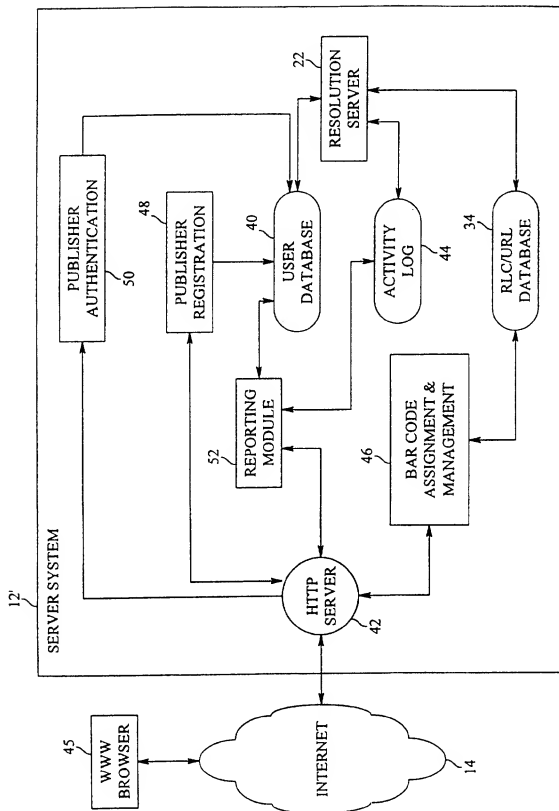 12'
SERVER SYSTEM
45
WWW
BROWSER
INTERNET
14
HTTP
SERVER
42
PUBLISHER
AUTHENTICATION
50
48
PUBLISHER
REGISTRATION
52
REPORTING
MODULE
40
USER
DATABASE
22
RESOLUTION
SERVER
ACTIVITY
LOG
44
46
BAR CODE
ASSIGNMENT &
MANAGEMENT
34
RLC/URL
DATABASE